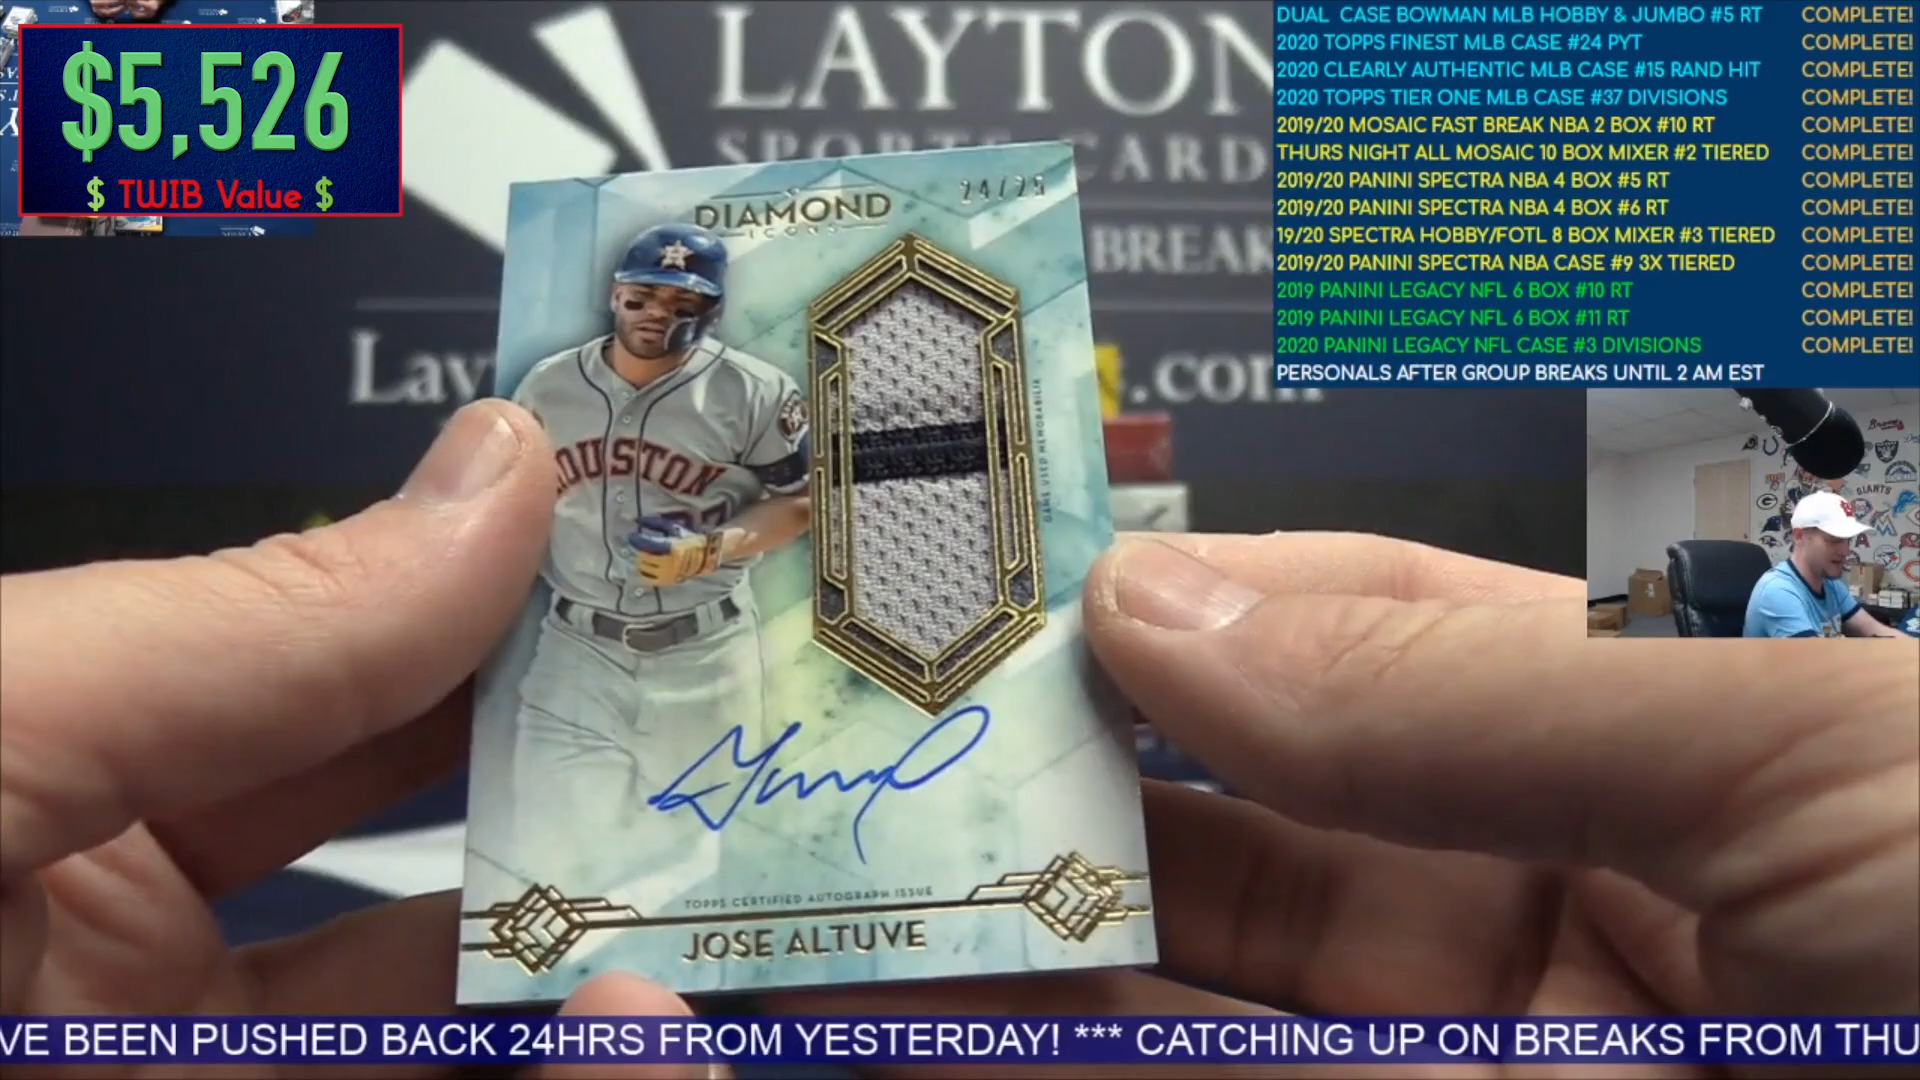 $5,526
$ TWIB Value $
LAYTON
SPORTS CARD
BREAK
Lay
.com
DIAMOND
ICONS
24/25
HOUSTON
GAME USED MEMORABILIA
TOPPS CERTIFIED AUTOGRAPH ISSUE
JOSE ALTUVE
DUAL CASE BOWMAN MLB HOBBY & JUMBO #5 RT COMPLETE!
2020 TOPPS FINEST MLB CASE #24 PYT COMPLETE!
2020 CLEARLY AUTHENTIC MLB CASE #15 RAND HIT COMPLETE!
2020 TOPPS TIER ONE MLB CASE #37 DIVISIONS COMPLETE!
2019/20 MOSAIC FAST BREAK NBA 2 BOX #10 RT COMPLETE!
THURS NIGHT ALL MOSAIC 10 BOX MIXER #2 TIERED COMPLETE!
2019/20 PANINI SPECTRA NBA 4 BOX #5 RT COMPLETE!
2019/20 PANINI SPECTRA NBA 4 BOX #6 RT COMPLETE!
19/20 SPECTRA HOBBY/FOTL 8 BOX MIXER #3 TIERED COMPLETE!
2019/20 PANINI SPECTRA NBA CASE #9 3X TIERED COMPLETE!
2019 PANINI LEGACY NFL 6 BOX #10 RT COMPLETE!
2019 PANINI LEGACY NFL 6 BOX #11 RT COMPLETE!
2020 PANINI LEGACY NFL CASE #3 DIVISIONS COMPLETE!
PERSONALS AFTER GROUP BREAKS UNTIL 2 AM EST
GIANTS
VE BEEN PUSHED BACK 24HRS FROM YESTERDAY! *** CATCHING UP ON BREAKS FROM THU